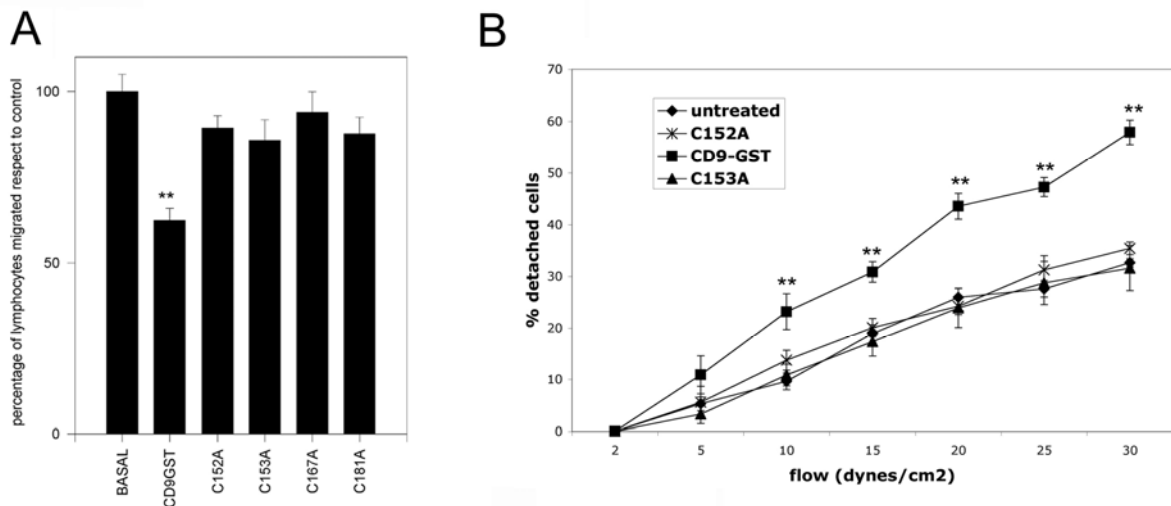 A
percentage of lymphocytes migrated respect to control
100
50
0
BASAL
CD9GST
C152A
C153A
C167A
C181A
**
B
% detached cells
70
60
50
40
30
20
10
0
untreated
C152A
CD9-GST
C153A
**
**
**
**
**
2 5 10 15 20 25 30
flow (dynes/cm2)